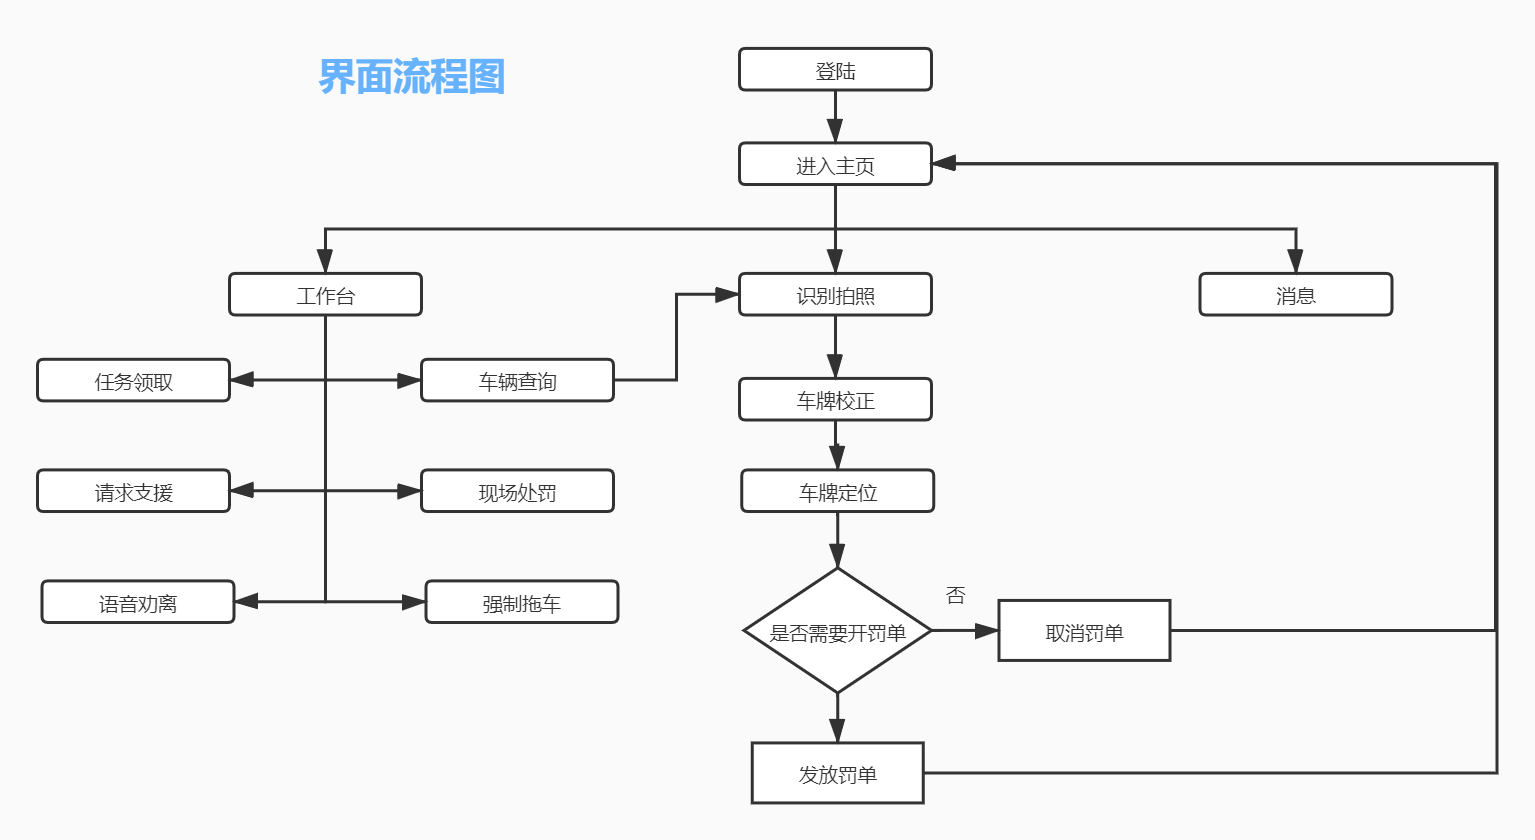 界面流程图
登陆
进入主页
工作台
识别拍照
消息
任务领取
车辆查询
车牌校正
请求支援
现场处罚
车牌定位
语音劝离
强制拖车
否
是否需要开罚单
取消罚单
发放罚单